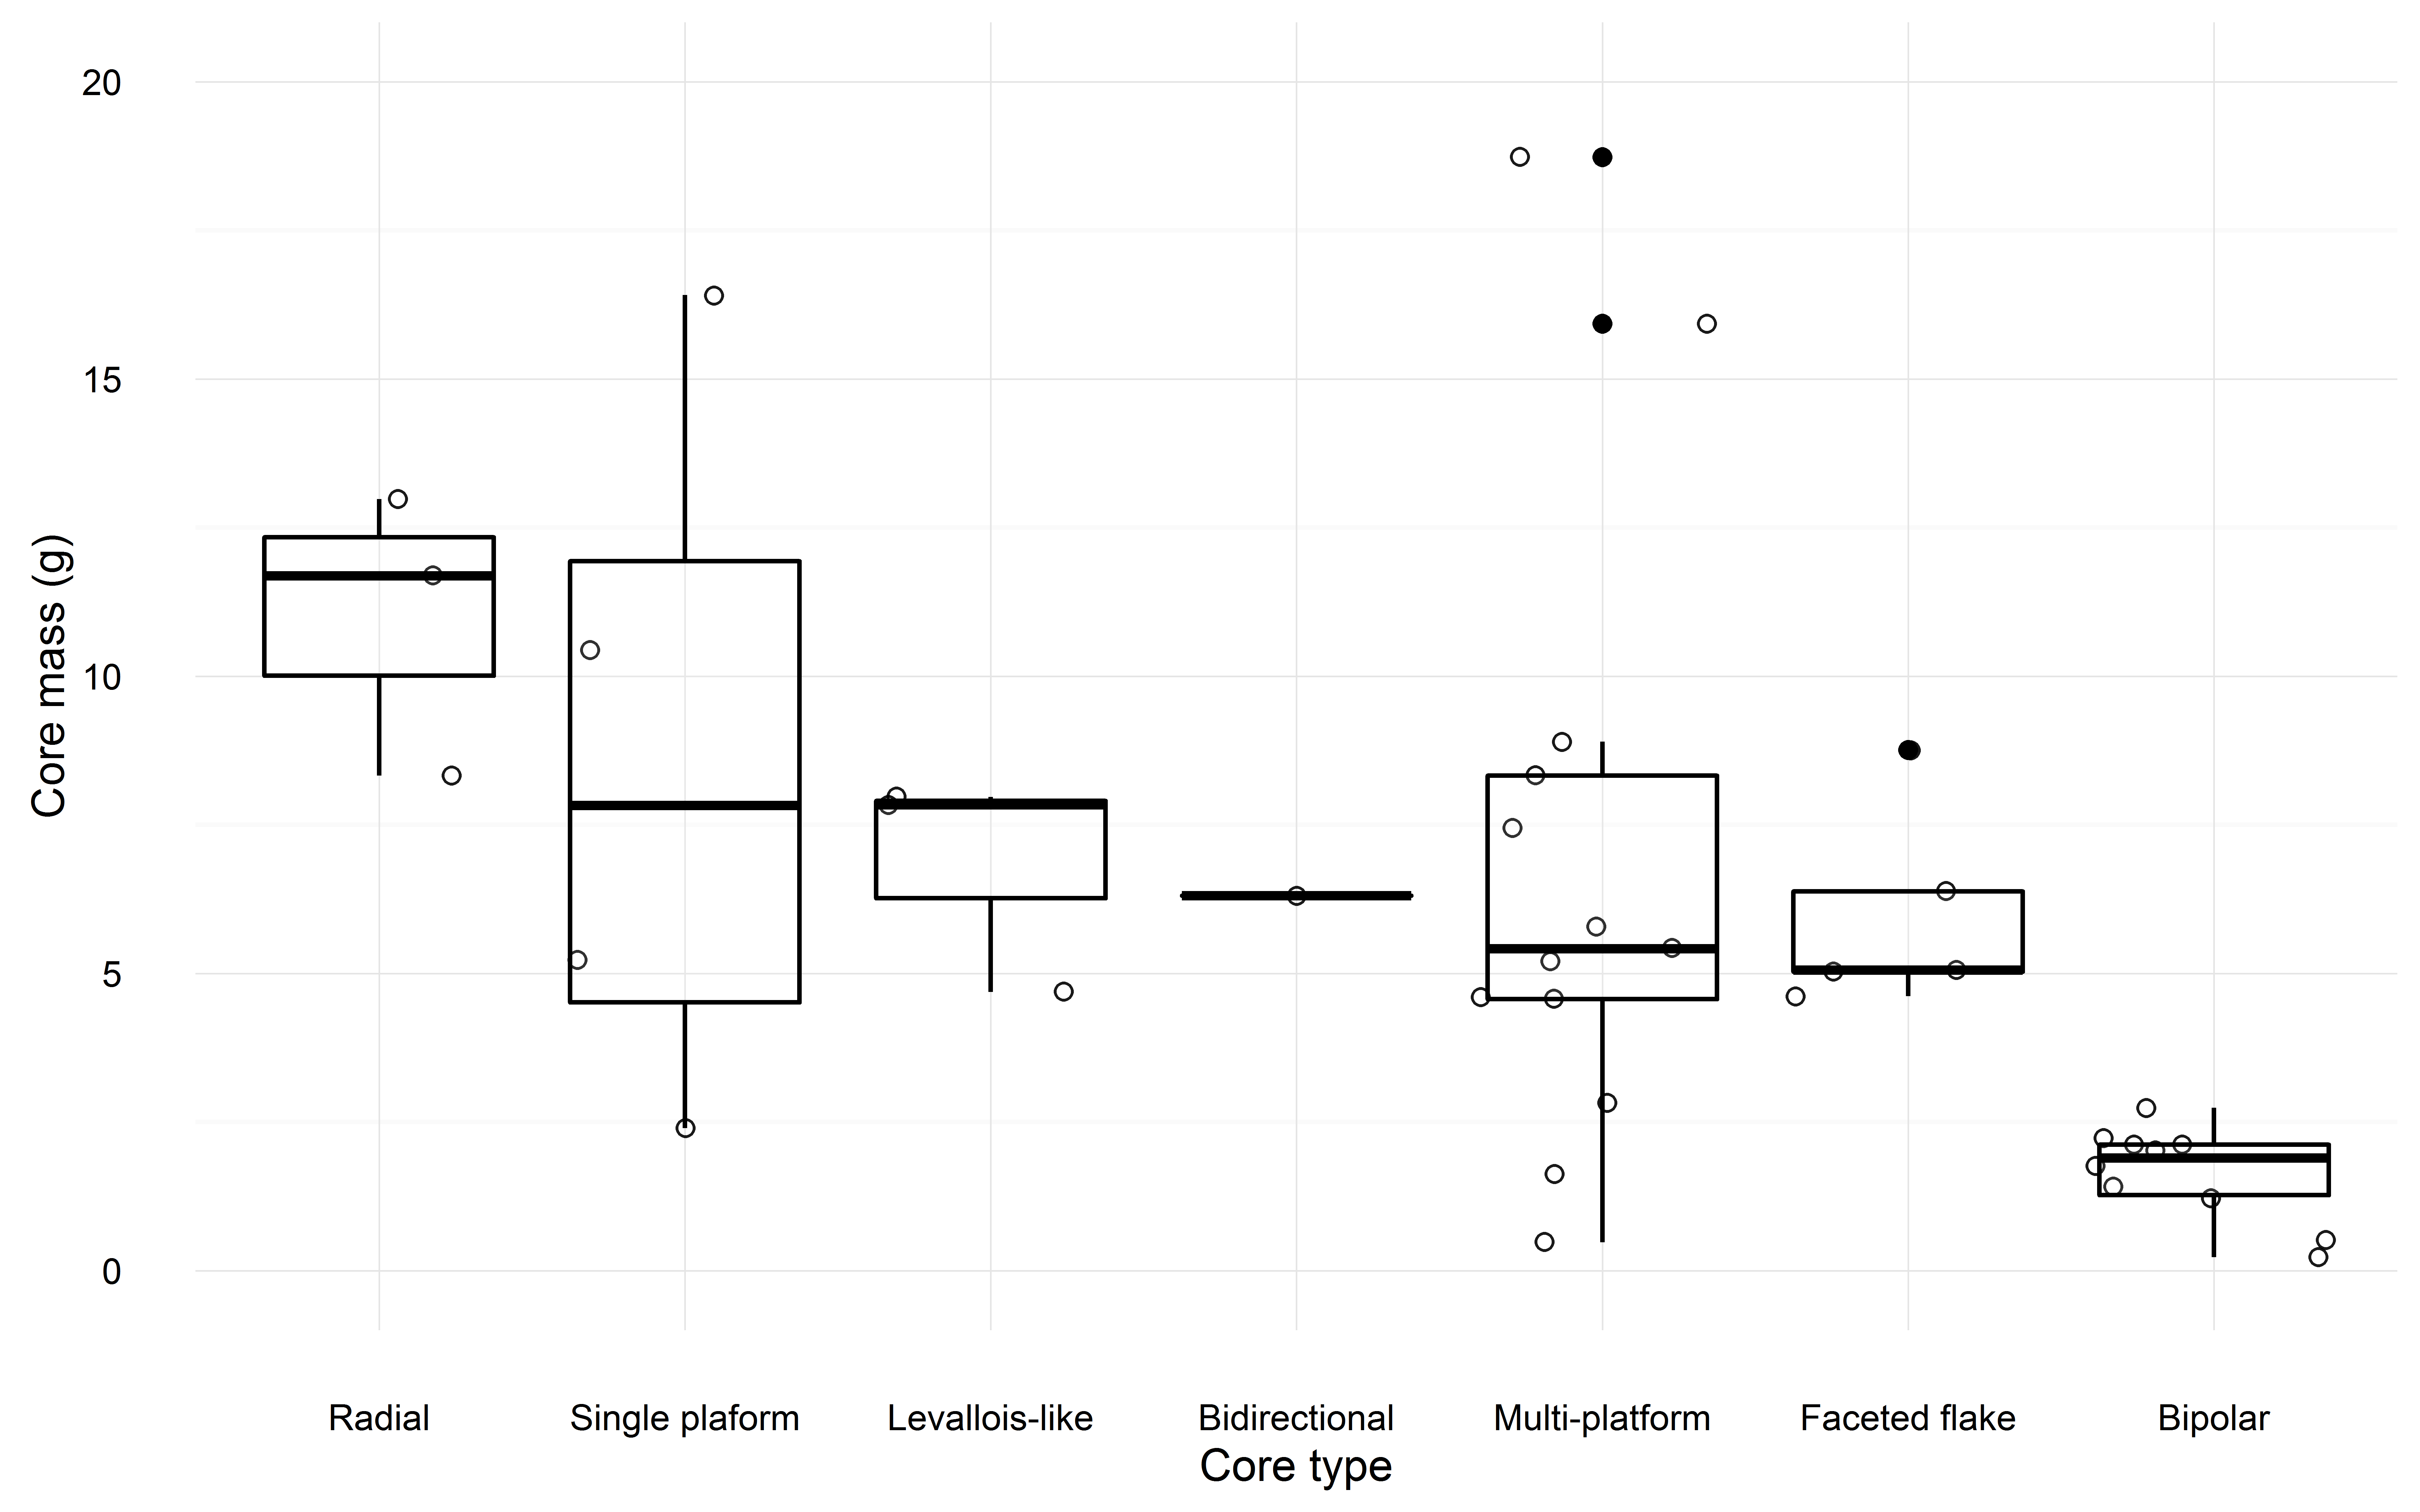 20
15
10
5
0
Core mass (g)
Radial
Single plaform
Levallois-like
Bidirectional
Multi-platform
Faceted flake
Bipolar
Core type